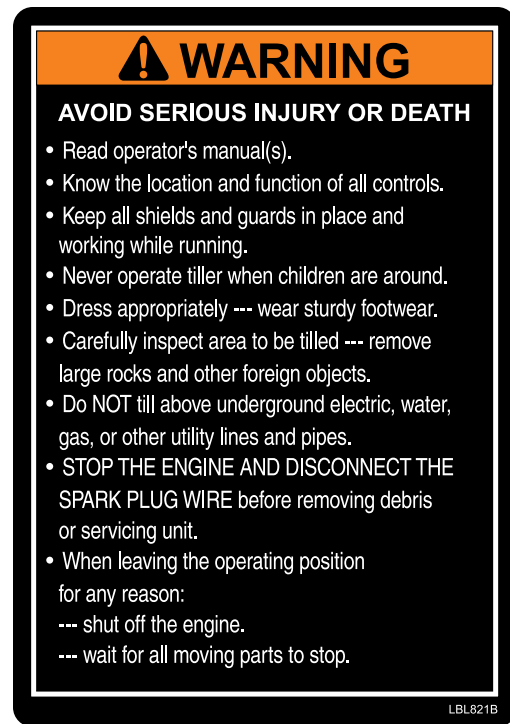 WARNING
AVOID SERIOUS INJURY OR DEATH
• Read operator's manual(s).
• Know the location and function of all controls.
• Keep all shields and guards in place and
working while running.
• Never operate tiller when children are around.
• Dress appropriately --- wear sturdy footwear.
• Carefully inspect area to be tilled --- remove
large rocks and other foreign objects.
• Do NOT till above underground electric, water,
gas, or other utility lines and pipes.
• STOP THE ENGINE AND DISCONNECT THE
SPARK PLUG WIRE before removing debris
or servicing unit.
• When leaving the operating position
for any reason:
--- shut off the engine.
--- wait for all moving parts to stop.
LBL821B